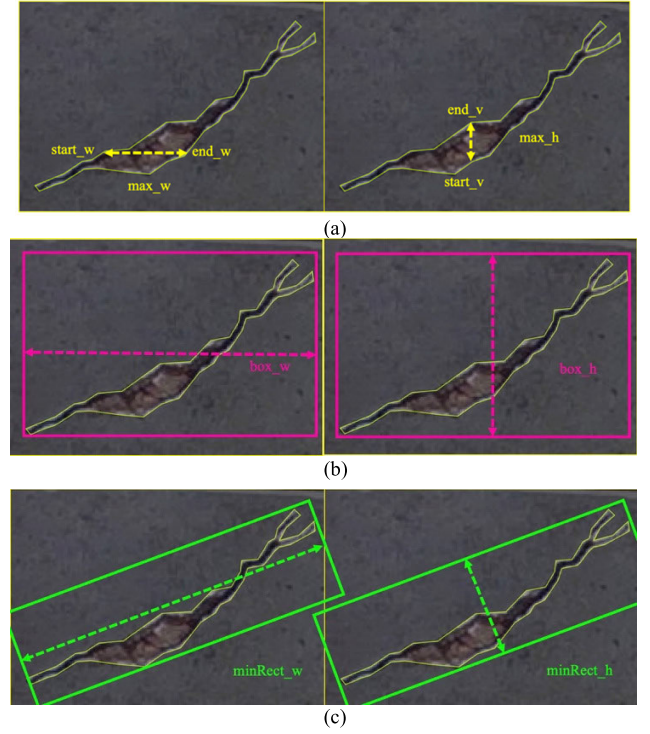 start_w
end_w
max_w
end_v
max_h
start_v
(a)
box_w
box_h
(b)
minRect_w
minRect_h
(c)